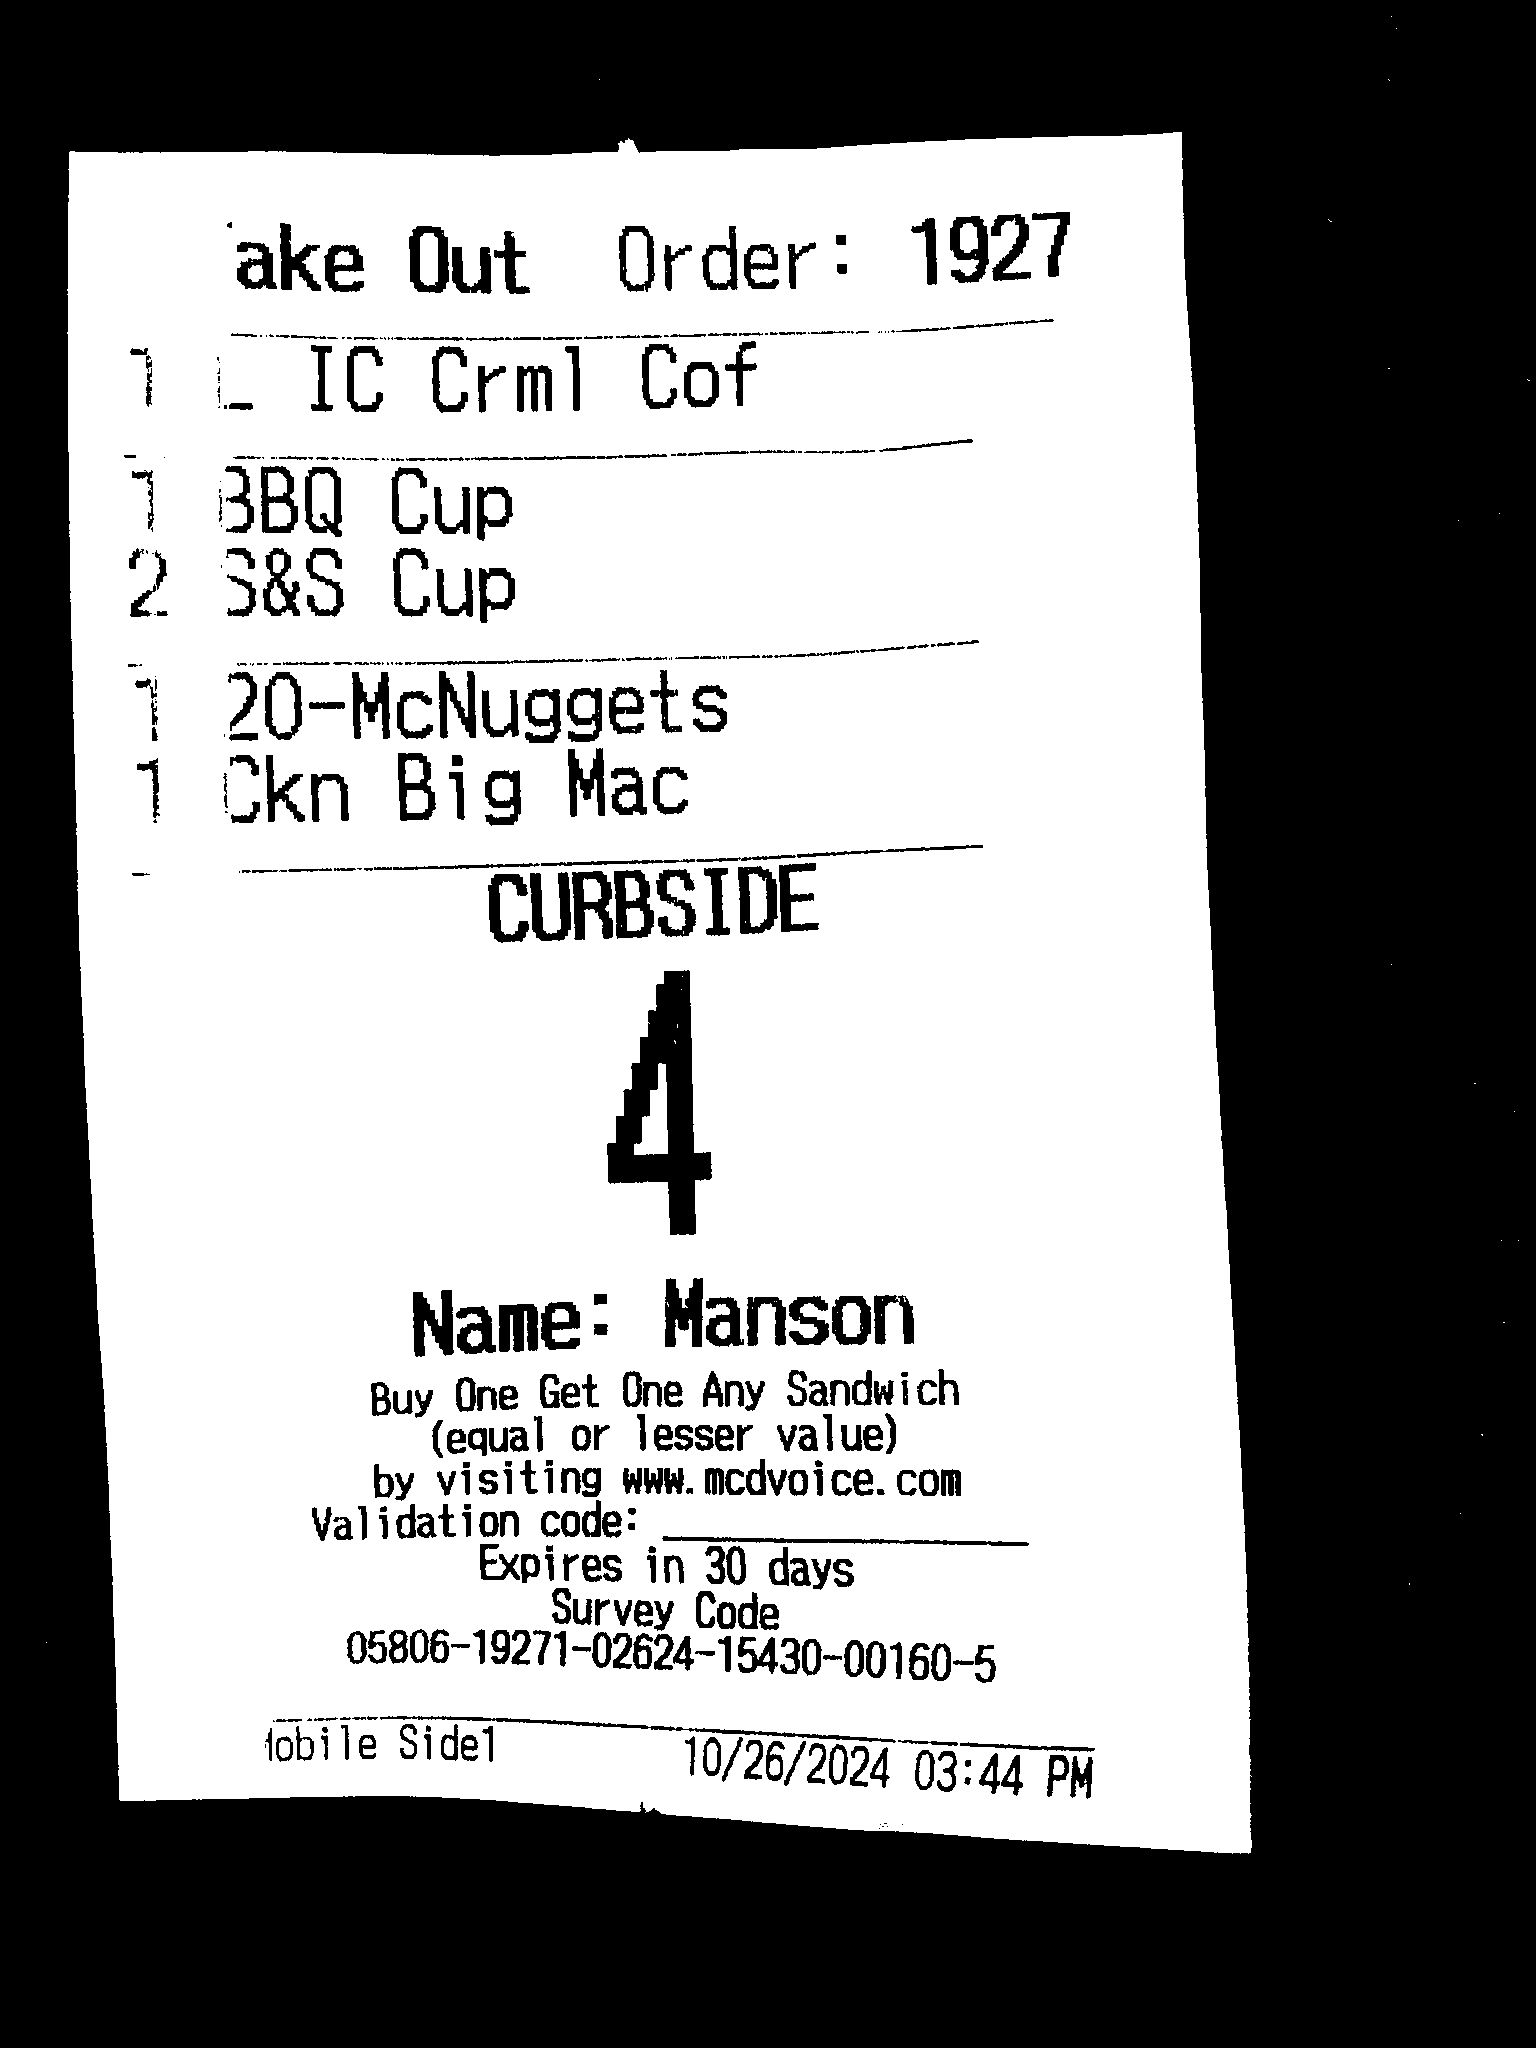 ake Out Order: 1927
1 L IC Crml Cof
1 BBQ Cup
2 S&S Cup
1 20-McNuggets
1 Ckn Big Mac
CURBSIDE
4
Name: Manson
Buy One Get One Any Sandwich
(equal or lesser value)
by visiting www.mcdvoice.com
Validation code:
Expires in 30 days
Survey Code
05806-19271-02624-15430-00160-5
Mobile Side1 10/26/2024 03:44 PM